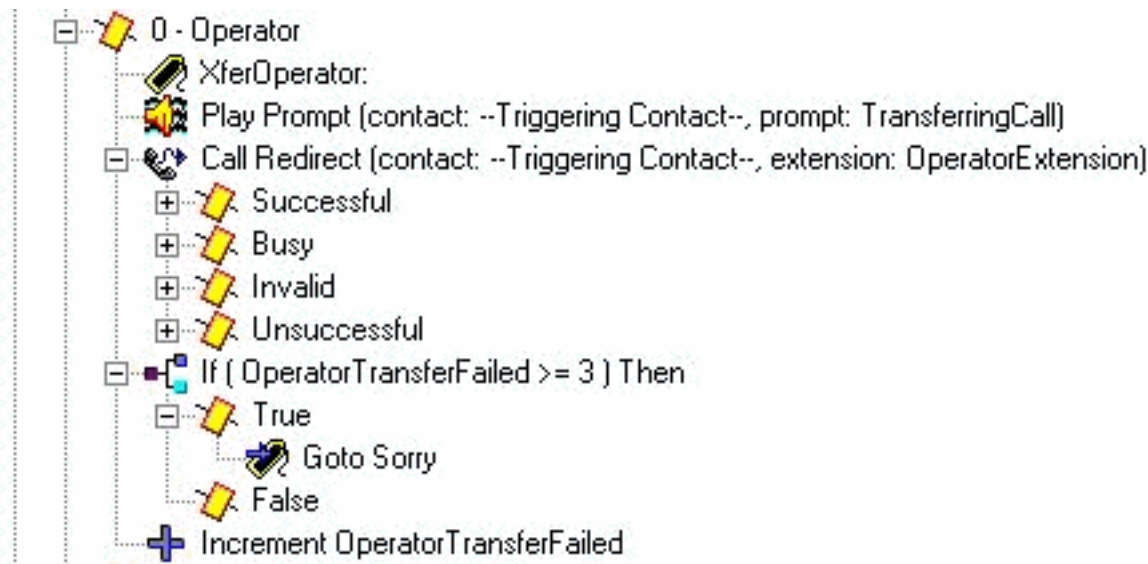 0 - Operator
XferOperator:
Play Prompt (contact: --Triggering Contact--, prompt: TransferringCall)
Call Redirect (contact: --Triggering Contact--, extension: OperatorExtension)
Successful
Busy
Invalid
Unsuccessful
If ( OperatorTransferFailed >= 3 ) Then
True
Goto Sorry
False
Increment OperatorTransferFailed